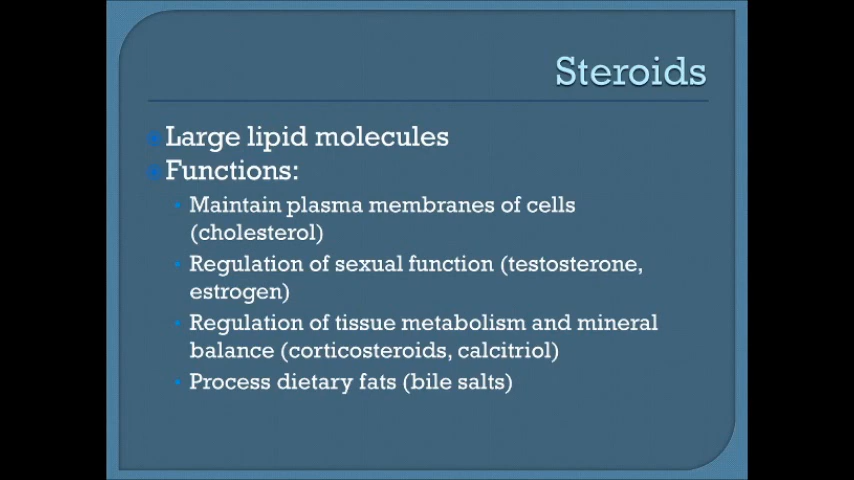 Steroids
Large lipid molecules
Functions:
Maintain plasma membranes of cells
(cholesterol)
Regulation of sexual function (testosterone,
estrogen)
Regulation of tissue metabolism and mineral
balance (corticosteroids, calcitriol)
Process dietary fats (bile salts)